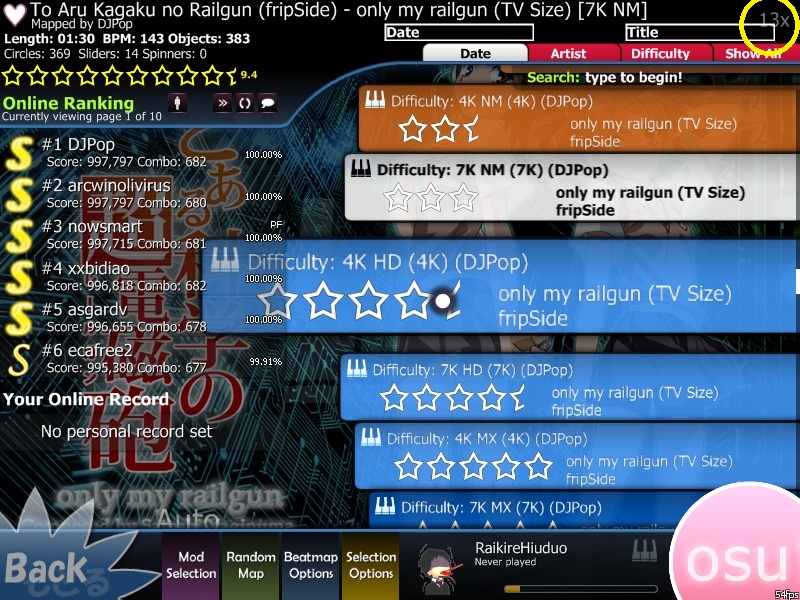 To Aru Kagaku no Railgun (fripSide) - only my railgun (TV Size) [7K NM]
Mapped by DJPop
Length: 01:30 BPM: 143 Objects: 383
Circles: 369 Sliders: 14 Spinners: 0
9.4
13x
Date
Title
Date
Artist
Difficulty
Show All
Search: type to begin!
Online Ranking
Currently viewing page 1 of 10
#1 DJPop
Score: 997,797 Combo: 682
100.00%
#2 arcwinolivirus
Score: 997,797 Combo: 680
100.00%
#3 nowsmart
Score: 997,715 Combo: 681
PF
100.00%
#4 xxbidiao
Score: 996,818 Combo: 682
100.00%
#5 asgardv
Score: 996,655 Combo: 678
100.00%
#6 ecafree2
Score: 995,380 Combo: 677
99.91%
Your Online Record
No personal record set
Difficulty: 4K NM (4K) (DJPop)
only my railgun (TV Size)
fripSide
Difficulty: 7K NM (7K) (DJPop)
only my railgun (TV Size)
fripSide
Difficulty: 4K HD (4K) (DJPop)
only my railgun (TV Size)
fripSide
Difficulty: 7K HD (7K) (DJPop)
only my railgun (TV Size)
fripSide
Difficulty: 4K MX (4K) (DJPop)
only my railgun (TV Size)
fripSide
Difficulty: 7K MX (7K) (DJPop)
only my railgun (TV Size)
only my railgun
Auto
Back
Mod
Selection
Random
Map
Beatmap
Options
Selection
Options
RaikireHiuduo
Never played
osu
54fps